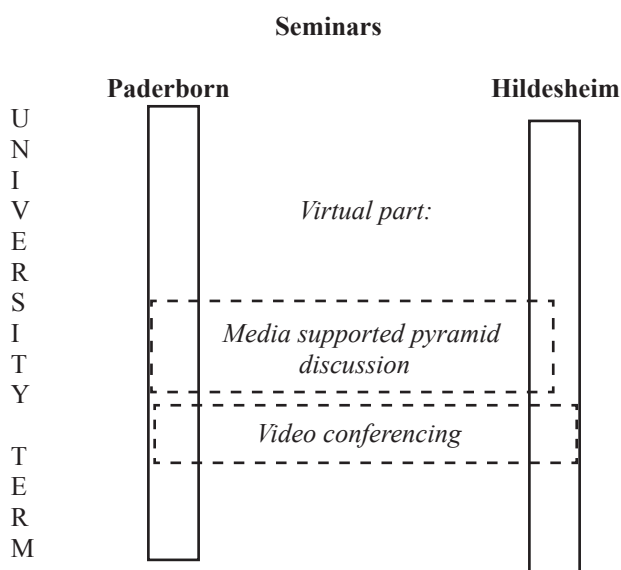 Seminars
Paderborn Hildesheim
U
N
I
V
E
R
S
I
T
Y
T
E
R
M
Virtual part:
Media supported pyramid
discussion
Video conferencing